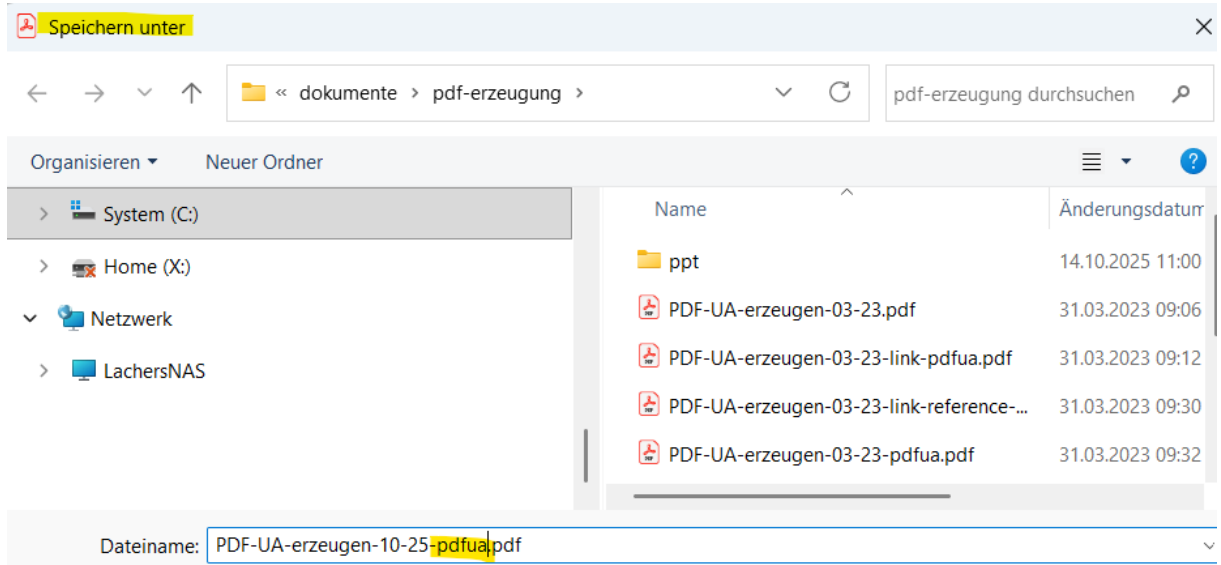 Speichern unter
« dokumente > pdf-erzeugung >
pdf-erzeugung durchsuchen
Organisieren Neuer Ordner
System (C:)
Home (X:)
Netzwerk
LachersNAS
Name Änderungsdatum
ppt 14.10.2025 11:00
PDF-UA-erzeugen-03-23.pdf 31.03.2023 09:06
PDF-UA-erzeugen-03-23-link-pdfua.pdf 31.03.2023 09:12
PDF-UA-erzeugen-03-23-link-reference-... 31.03.2023 09:30
PDF-UA-erzeugen-03-23-pdfua.pdf 31.03.2023 09:32
Dateiname: PDF-UA-erzeugen-10-25-pdfua.pdf